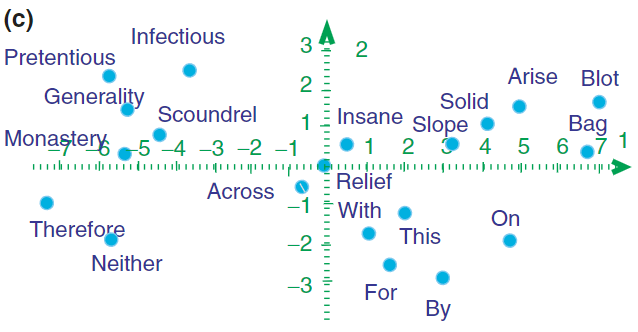 (c)
Infectious
3 2
Pretentious
Arise Blot
Generality
2
Solid
Scoundrel
1 Insane Slope Bag
Monastery
–7 –6 –5 –4 –3 –2 –1 1 2 3 4 5 6 7 1
Relief
Across
–1 With
On
Therefore
This
–2
Neither
–3 For
By